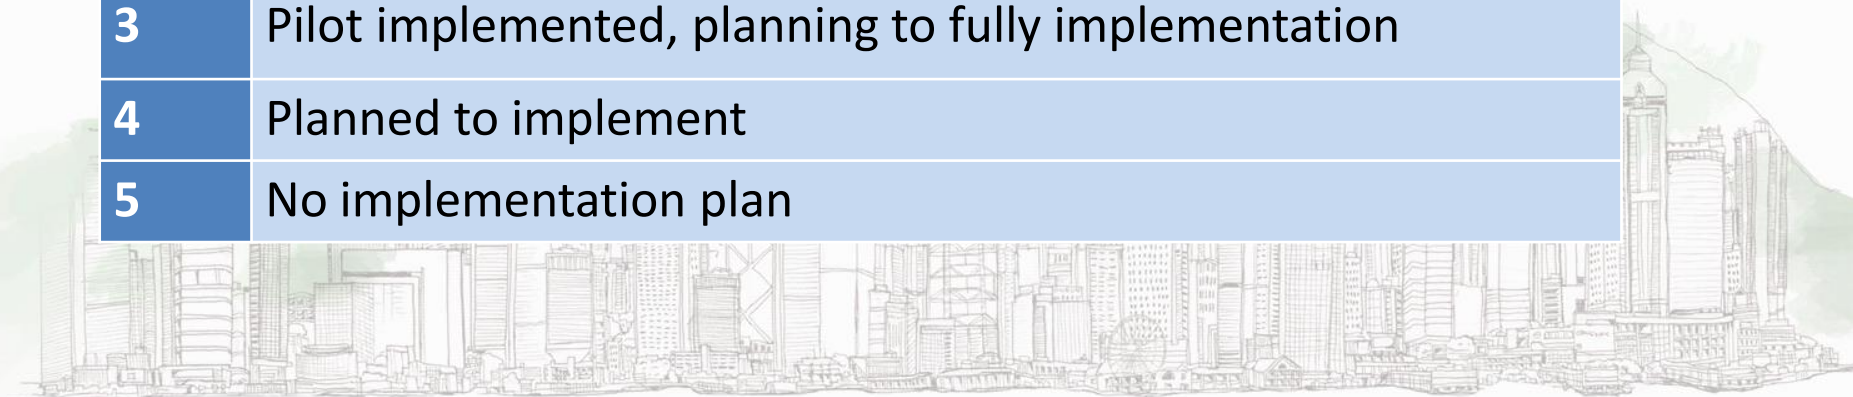 3 Pilot implemented, planning to fully implementation
4 Planned to implement
5 No implementation plan